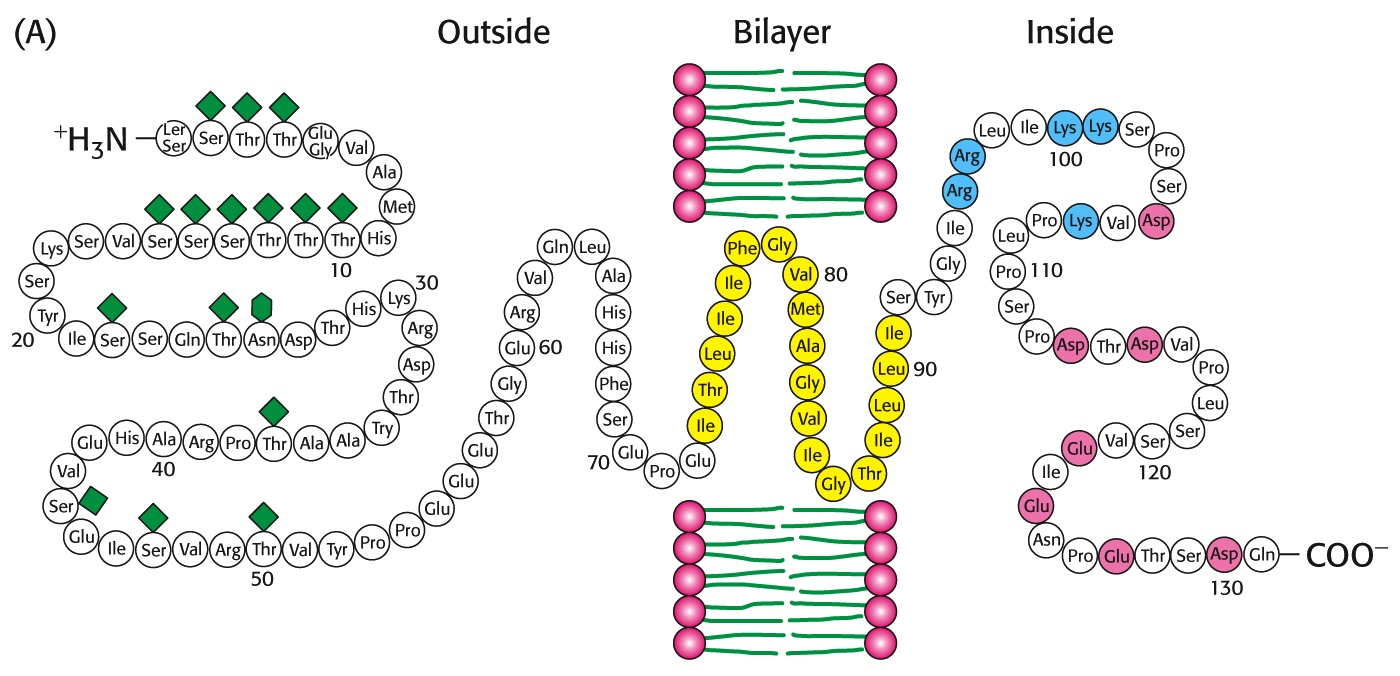 (A) Outside Bilayer Inside
+H3N Ler Ser Ser Thr Thr Glu Gly Val Ala Met His
Thr Thr Thr Ser Ser Ser Val Ser Lys
10
Ser Tyr
20
Ile Ser Ser Gln Thr Asn Asp Thr His Lys
30
Arg Asp Thr Try
Ala Ala Thr Pro Arg Ala His Glu
40
Val Ser Glu
Ile Ser Val Arg Thr Val Tyr Pro Pro Glu Glu Glu Thr Gly Glu
50
60
Arg Val Gln Leu Ala His His Phe Ser Glu Pro Glu
70
Ile Thr Leu Ile Ile Phe Gly Val Met Ala Gly Val Ile Gly Thr Ile Leu Leu Ile
80
90
Ser Tyr Gly Ile Arg Arg Leu Ile Lys Lys Ser Pro Ser
100
Asp Val Lys Pro Leu Pro Ser Pro
110
Asp Thr Asp Val Pro Leu Ser Ser Val Glu
120
Ile Glu Asn
Pro Glu Thr Ser Asp Gln COO−
130